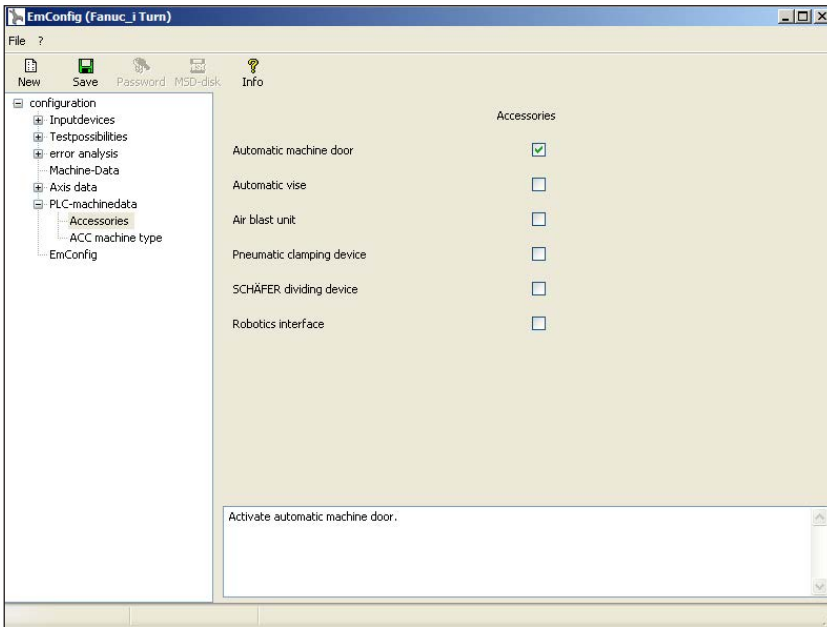 EmConfig (Fanuc_i Turn)
File ?
New Save Password MSD-disk Info
configuration
Inputdevices
Testpossibilities
error analysis
Machine-Data
Axis data
PLC-machinedata
Accessories
ACC machine type
EmConfig
Accessories
Automatic machine door
Automatic vise
Air blast unit
Pneumatic clamping device
SCHÄFER dividing device
Robotics interface
Activate automatic machine door.